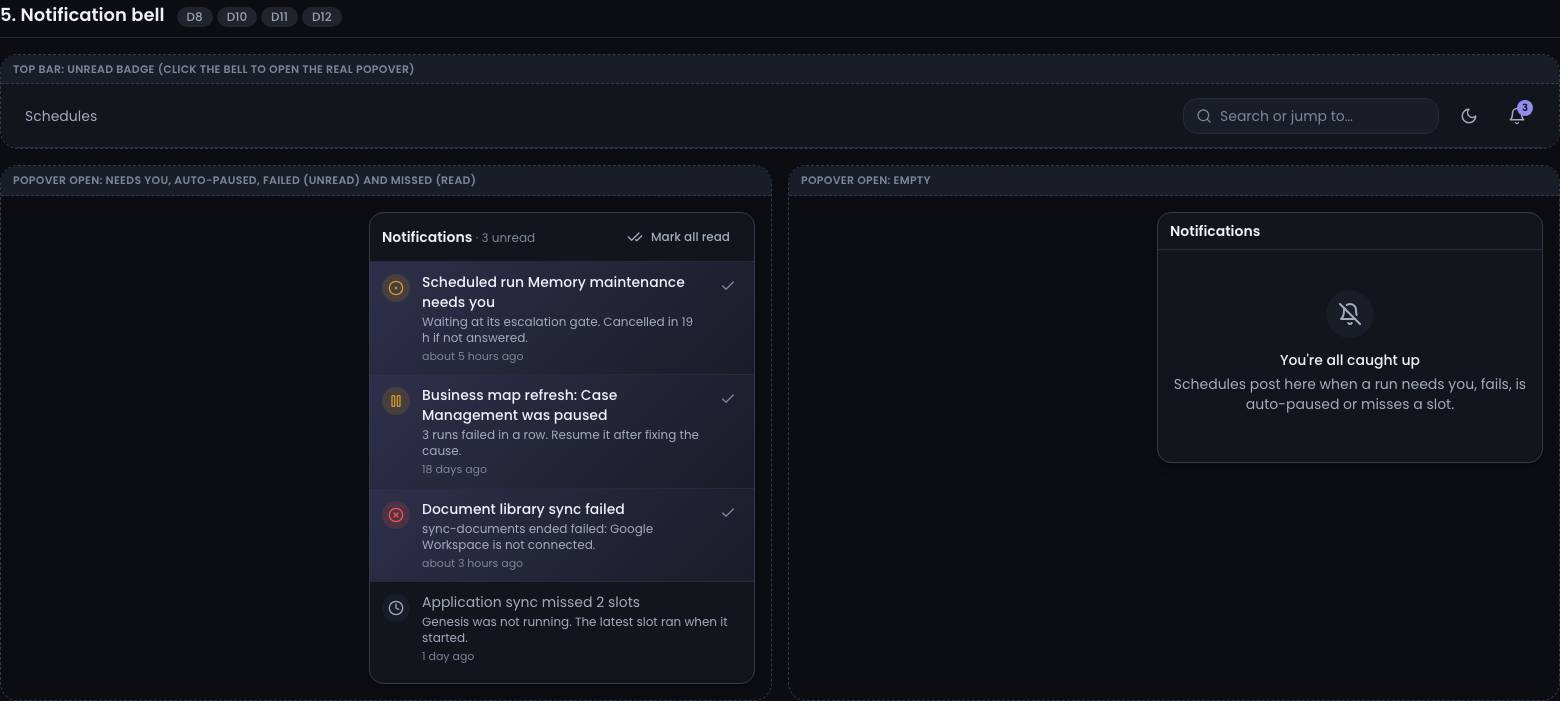 5. Notification bell D8 D10 D11 D12
TOP BAR: UNREAD BADGE (CLICK THE BELL TO OPEN THE REAL POPOVER)
Schedules
Search or jump to...
3
POPOVER OPEN: NEEDS YOU, AUTO-PAUSED, FAILED (UNREAD) AND MISSED (READ)
Notifications · 3 unread
Mark all read
Scheduled run Memory maintenance
needs you
Waiting at its escalation gate. Cancelled in 19
h if not answered.
about 5 hours ago
Business map refresh: Case
Management was paused
3 runs failed in a row. Resume it after fixing the
cause.
18 days ago
Document library sync failed
sync-documents ended failed: Google
Workspace is not connected.
about 3 hours ago
Application sync missed 2 slots
Genesis was not running. The latest slot ran when it
started.
1 day ago
POPOVER OPEN: EMPTY
Notifications
You're all caught up
Schedules post here when a run needs you, fails, is
auto-paused or misses a slot.